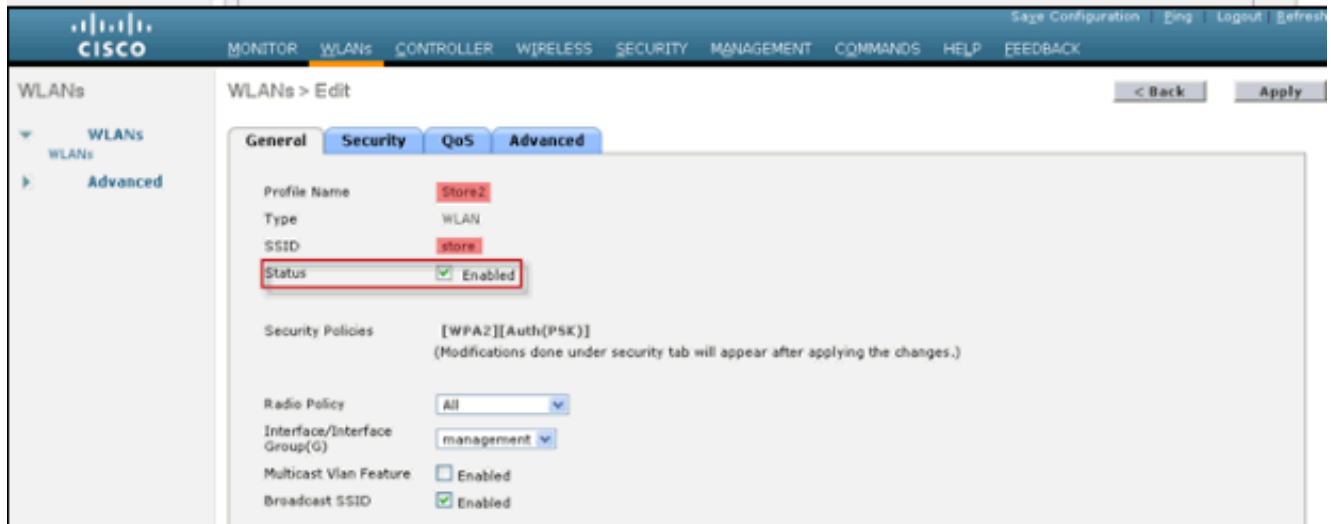 Save Configuration | Ping | Logout | Refresh
CISCO
MONITOR WLANs CONTROLLER WIRELESS SECURITY MANAGEMENT COMMANDS HELP FEEDBACK
WLANs
WLANs > Edit
< Back
Apply
WLANs
WLANs
Advanced
General Security QoS Advanced
Profile Name Store2
Type WLAN
SSID store
Status Enabled
Security Policies [WPA2][Auth(PSK)]
(Modifications done under security tab will appear after applying the changes.)
Radio Policy All
Interface/Interface
Group(G) management
Multicast Vlan Feature Enabled
Broadcast SSID Enabled